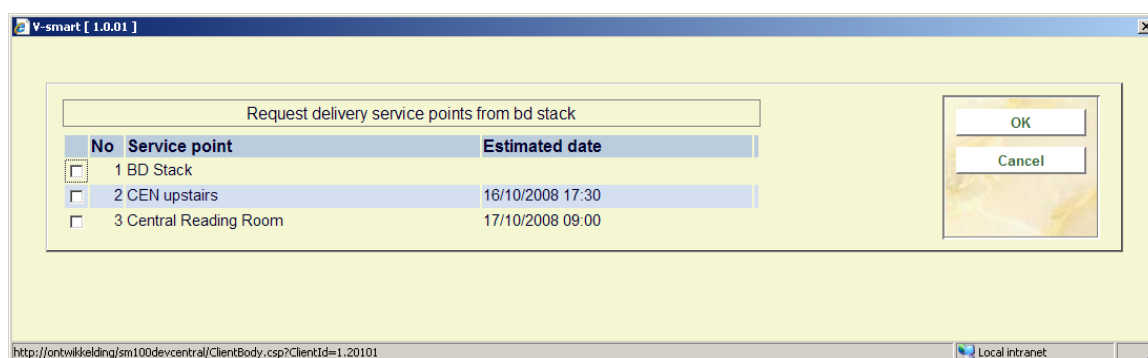 V-smart [ 1.0.01 ]
Request delivery service points from bd stack
No Service point Estimated date
1 BD Stack
2 CEN upstairs 16/10/2008 17:30
3 Central Reading Room 17/10/2008 09:00
OK
Cancel
http://ontwikkelding/sm100devcentral/ClientBody.csp?ClientId=1.20101 Local intranet